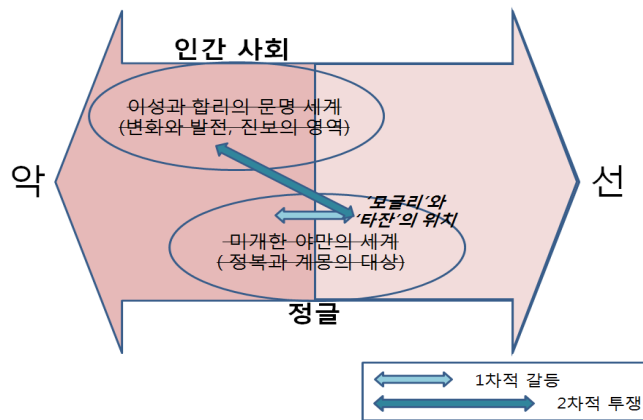 인간 사회
이성과 합리의 문명 세계
(변화와 발전, 진보의 영역)
악
선
'모글리'와
'타잔'의 위치
미개한 야만의 세계
( 정복과 계몽의 대상)
정글
1차적 갈등
2차적 투쟁